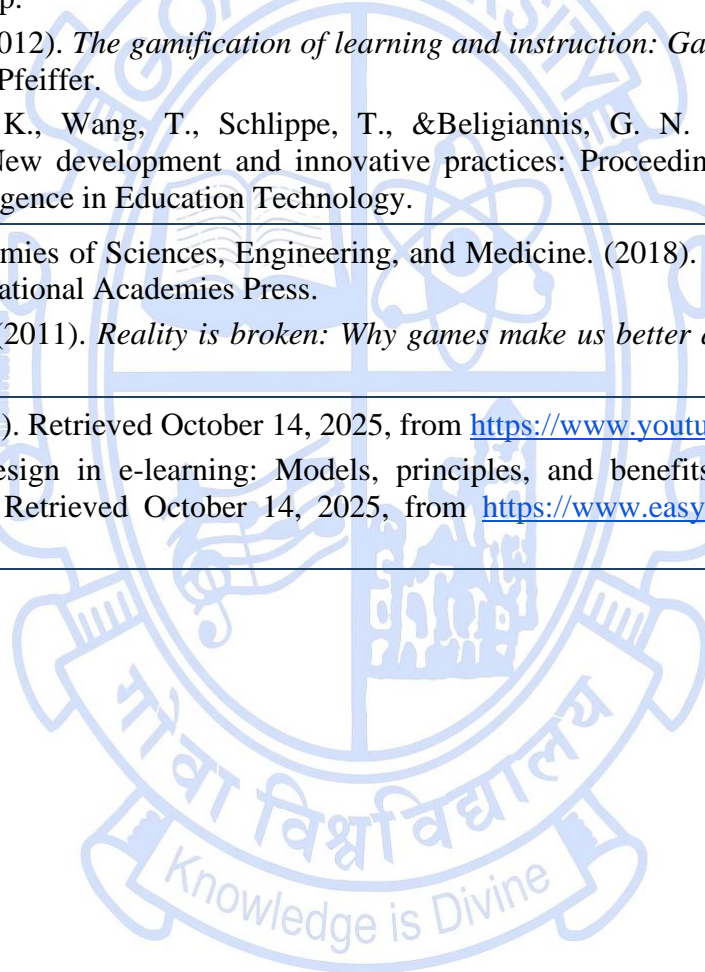 p.
012). The gamification of learning and instruction: Ga
Pfeiffer.
K., Wang, T., Schlippe, T., &Beligiannis, G. N.
New development and innovative practices: Proceedin
gence in Education Technology.
mies of Sciences, Engineering, and Medicine. (2018).
ational Academies Press.
(2011). Reality is broken: Why games make us better a
). Retrieved October 14, 2025, from https://www.youtu
esign in e-learning: Models, principles, and benefits
Retrieved October 14, 2025, from https://www.easy
गोंवा विश्वविद्यालय
Knowledge is Divine